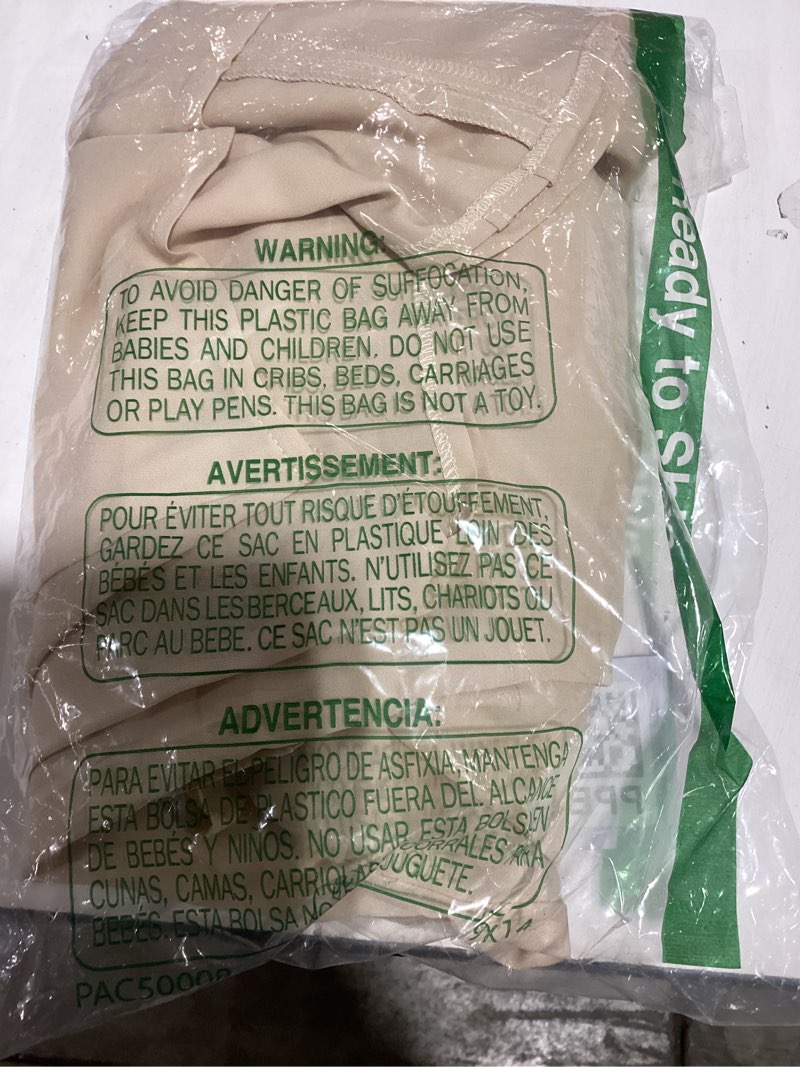 WARNING:
TO AVOID DANGER OF SUFFOCATION,
KEEP THIS PLASTIC BAG AWAY FROM
BABIES AND CHILDREN. DO NOT USE
THIS BAG IN CRIBS, BEDS, CARRIAGES
OR PLAY PENS. THIS BAG IS NOT A TOY.
AVERTISSEMENT:
POUR ÉVITER TOUT RISQUE D'ÉTOUFFEMENT,
GARDEZ CE SAC EN PLASTIQUE LOIN DES
BÉBÉS ET LES ENFANTS. N'UTILISEZ PAS CE
SAC DANS LES BERCEAUX, LITS, CHARIOTS OU
PARC AU BEBE. CE SAC N'EST PAS UN JOUET.
ADVERTENCIA:
PARA EVITAR EL PELIGRO DE ASFIXIA, MANTENGA
ESTA BOLSA DE PLASTICO FUERA DEL ALCANCE
DE BEBÉS Y NINOS. NO USAR ESTA BOLSA EN
CUNAS, CAMAS, CORRALES
BEBÉS. ESTA BOLSA JUGUETE.
9X14
Ready to